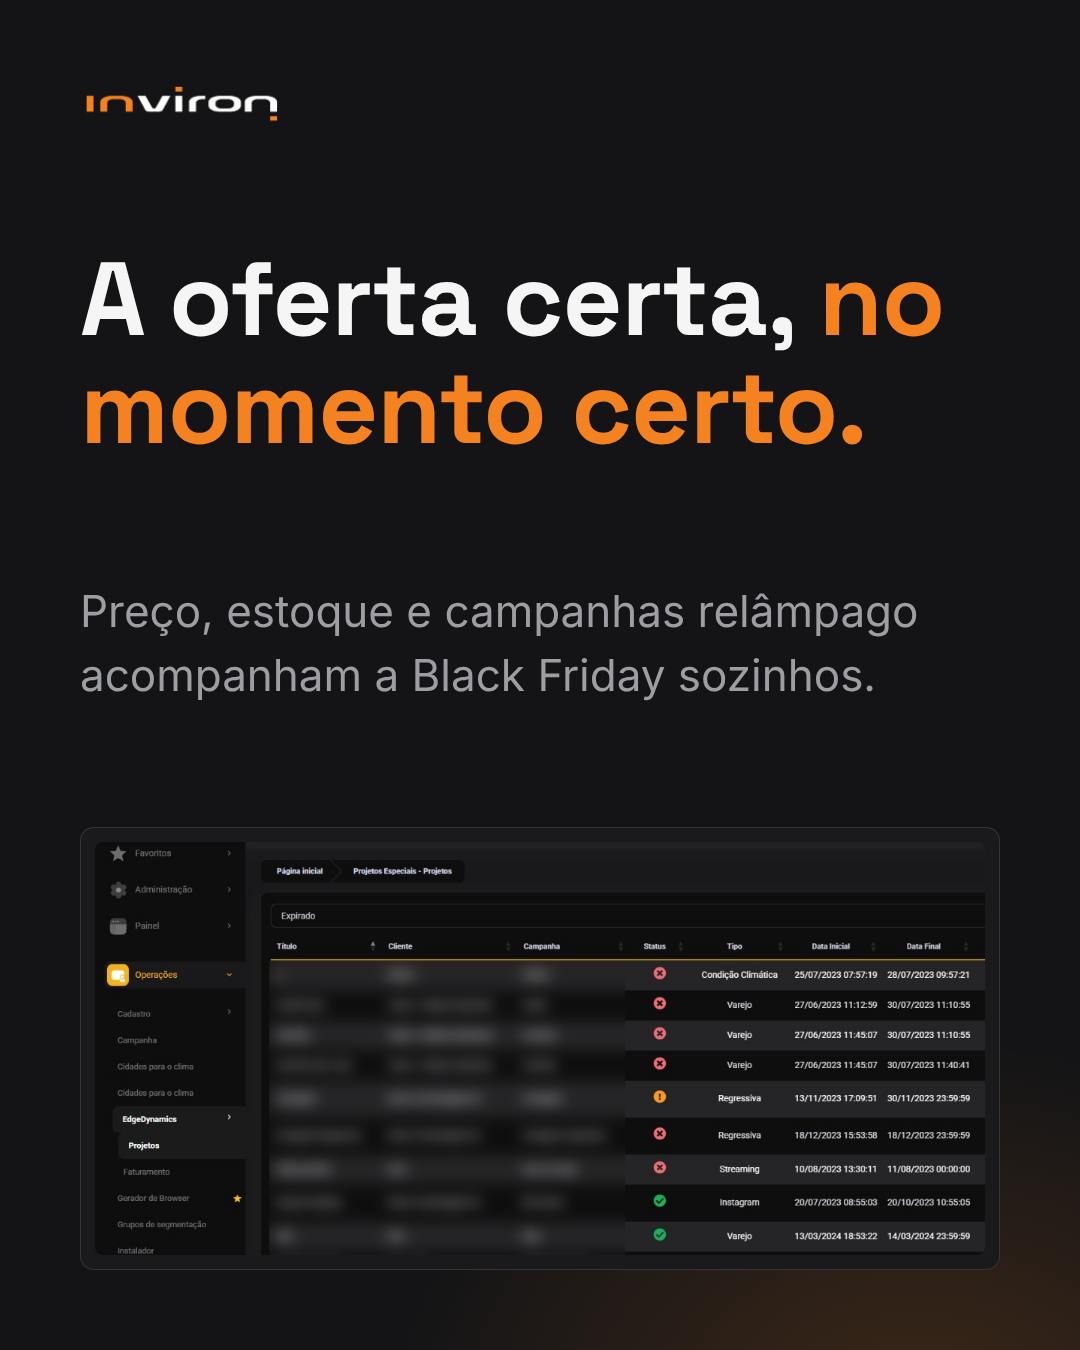 inviron
A oferta certa, no
momento certo.
Preço, estoque e campanhas relâmpago
acompanham a Black Friday sozinhos.
Favoritos
Administração
Painel
Operações
Cadastro
Campanha
Cidades para o clima
Cidades para o clima
EdgeDynamics
Projetos
Faturamento
Gerador de Browser
Grupos de segmentação
Instalador
Página inicial Projetos Especiais - Projetos
Expirado
Título Cliente Campanha Status Tipo Data Inicial Data Final
Condição Climática 25/07/2023 07:57:19 28/07/2023 09:57:21
Varejo 27/06/2023 11:12:59 30/07/2023 11:10:55
Varejo 27/06/2023 11:45:07 30/07/2023 11:10:55
Varejo 27/06/2023 11:45:07 30/07/2023 11:40:41
Regressiva 13/11/2023 17:09:51 30/11/2023 23:59:59
Regressiva 18/12/2023 15:53:58 18/12/2023 23:59:59
Streaming 10/08/2023 13:30:11 11/08/2023 00:00:00
Instagram 20/07/2023 08:55:03 20/10/2023 10:55:05
Varejo 13/03/2024 18:53:22 14/03/2024 23:59:59